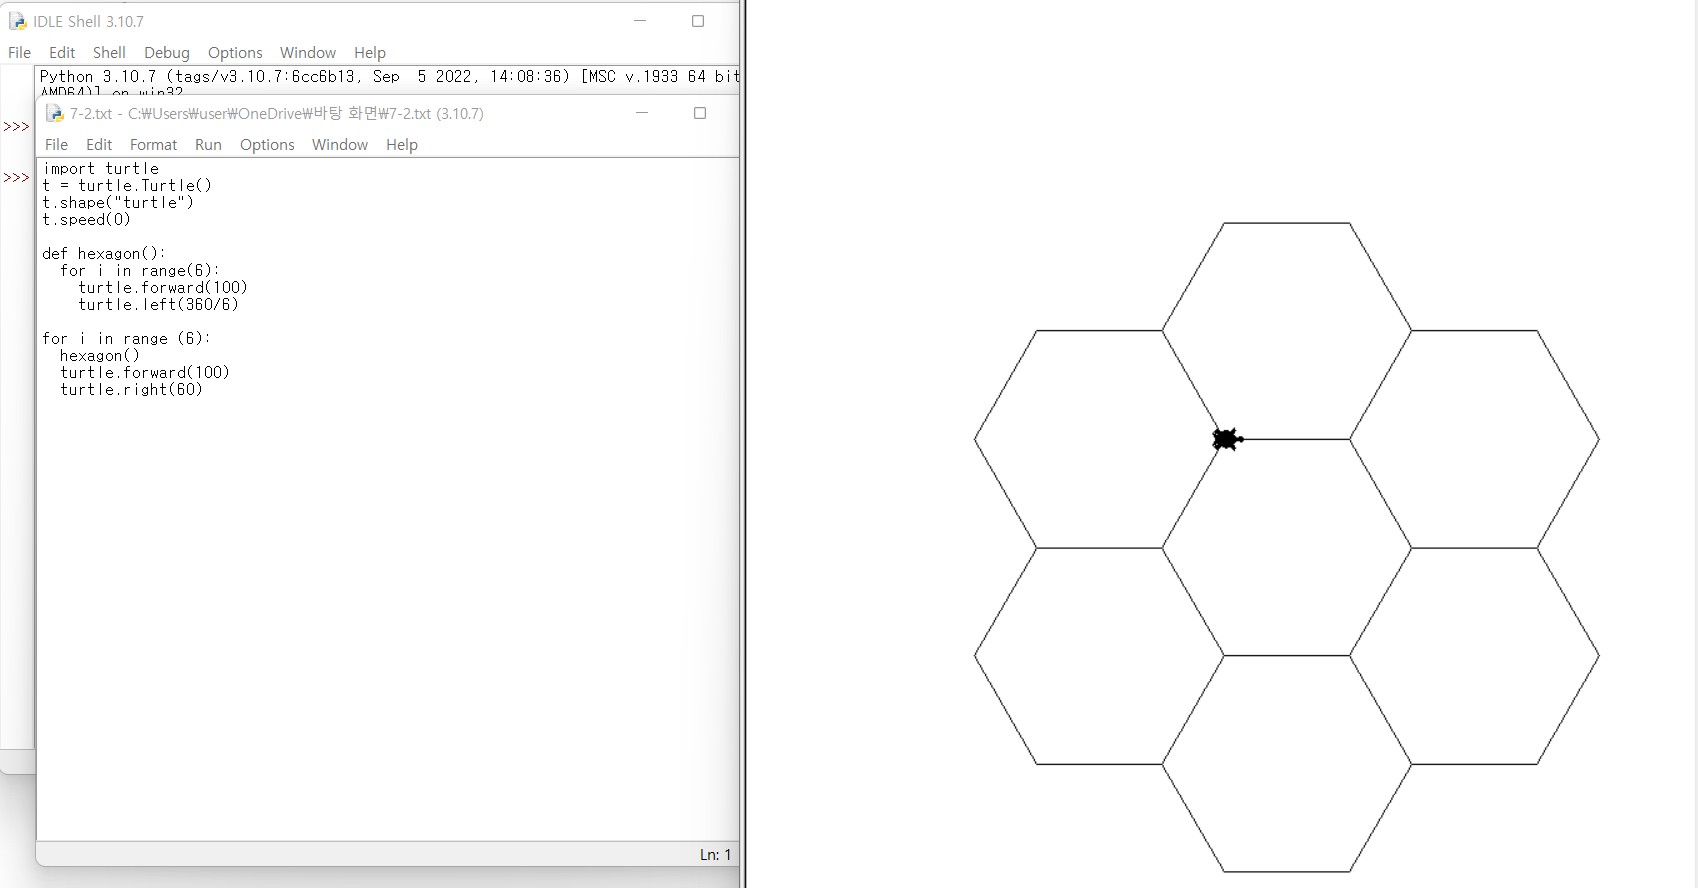 IDLE Shell 3.10.7
File Edit Shell Debug Options Window Help
Python 3.10.7 (tags/v3.10.7:6cc6b13, Sep  5 2022, 14:08:36) [MSC v.1933 64 bit
AMD64)] on win32
>>>
>>>
7-2.txt - C:₩Users₩user₩OneDrive₩바탕 화면₩7-2.txt (3.10.7)
File Edit Format Run Options Window Help
import turtle
t = turtle.Turtle()
t.shape("turtle")
t.speed(0)
def hexagon():
  for i in range(6):
    turtle.forward(100)
    turtle.left(360/6)
for i in range (6):
  hexagon()
  turtle.forward(100)
  turtle.right(60)
Ln: 1